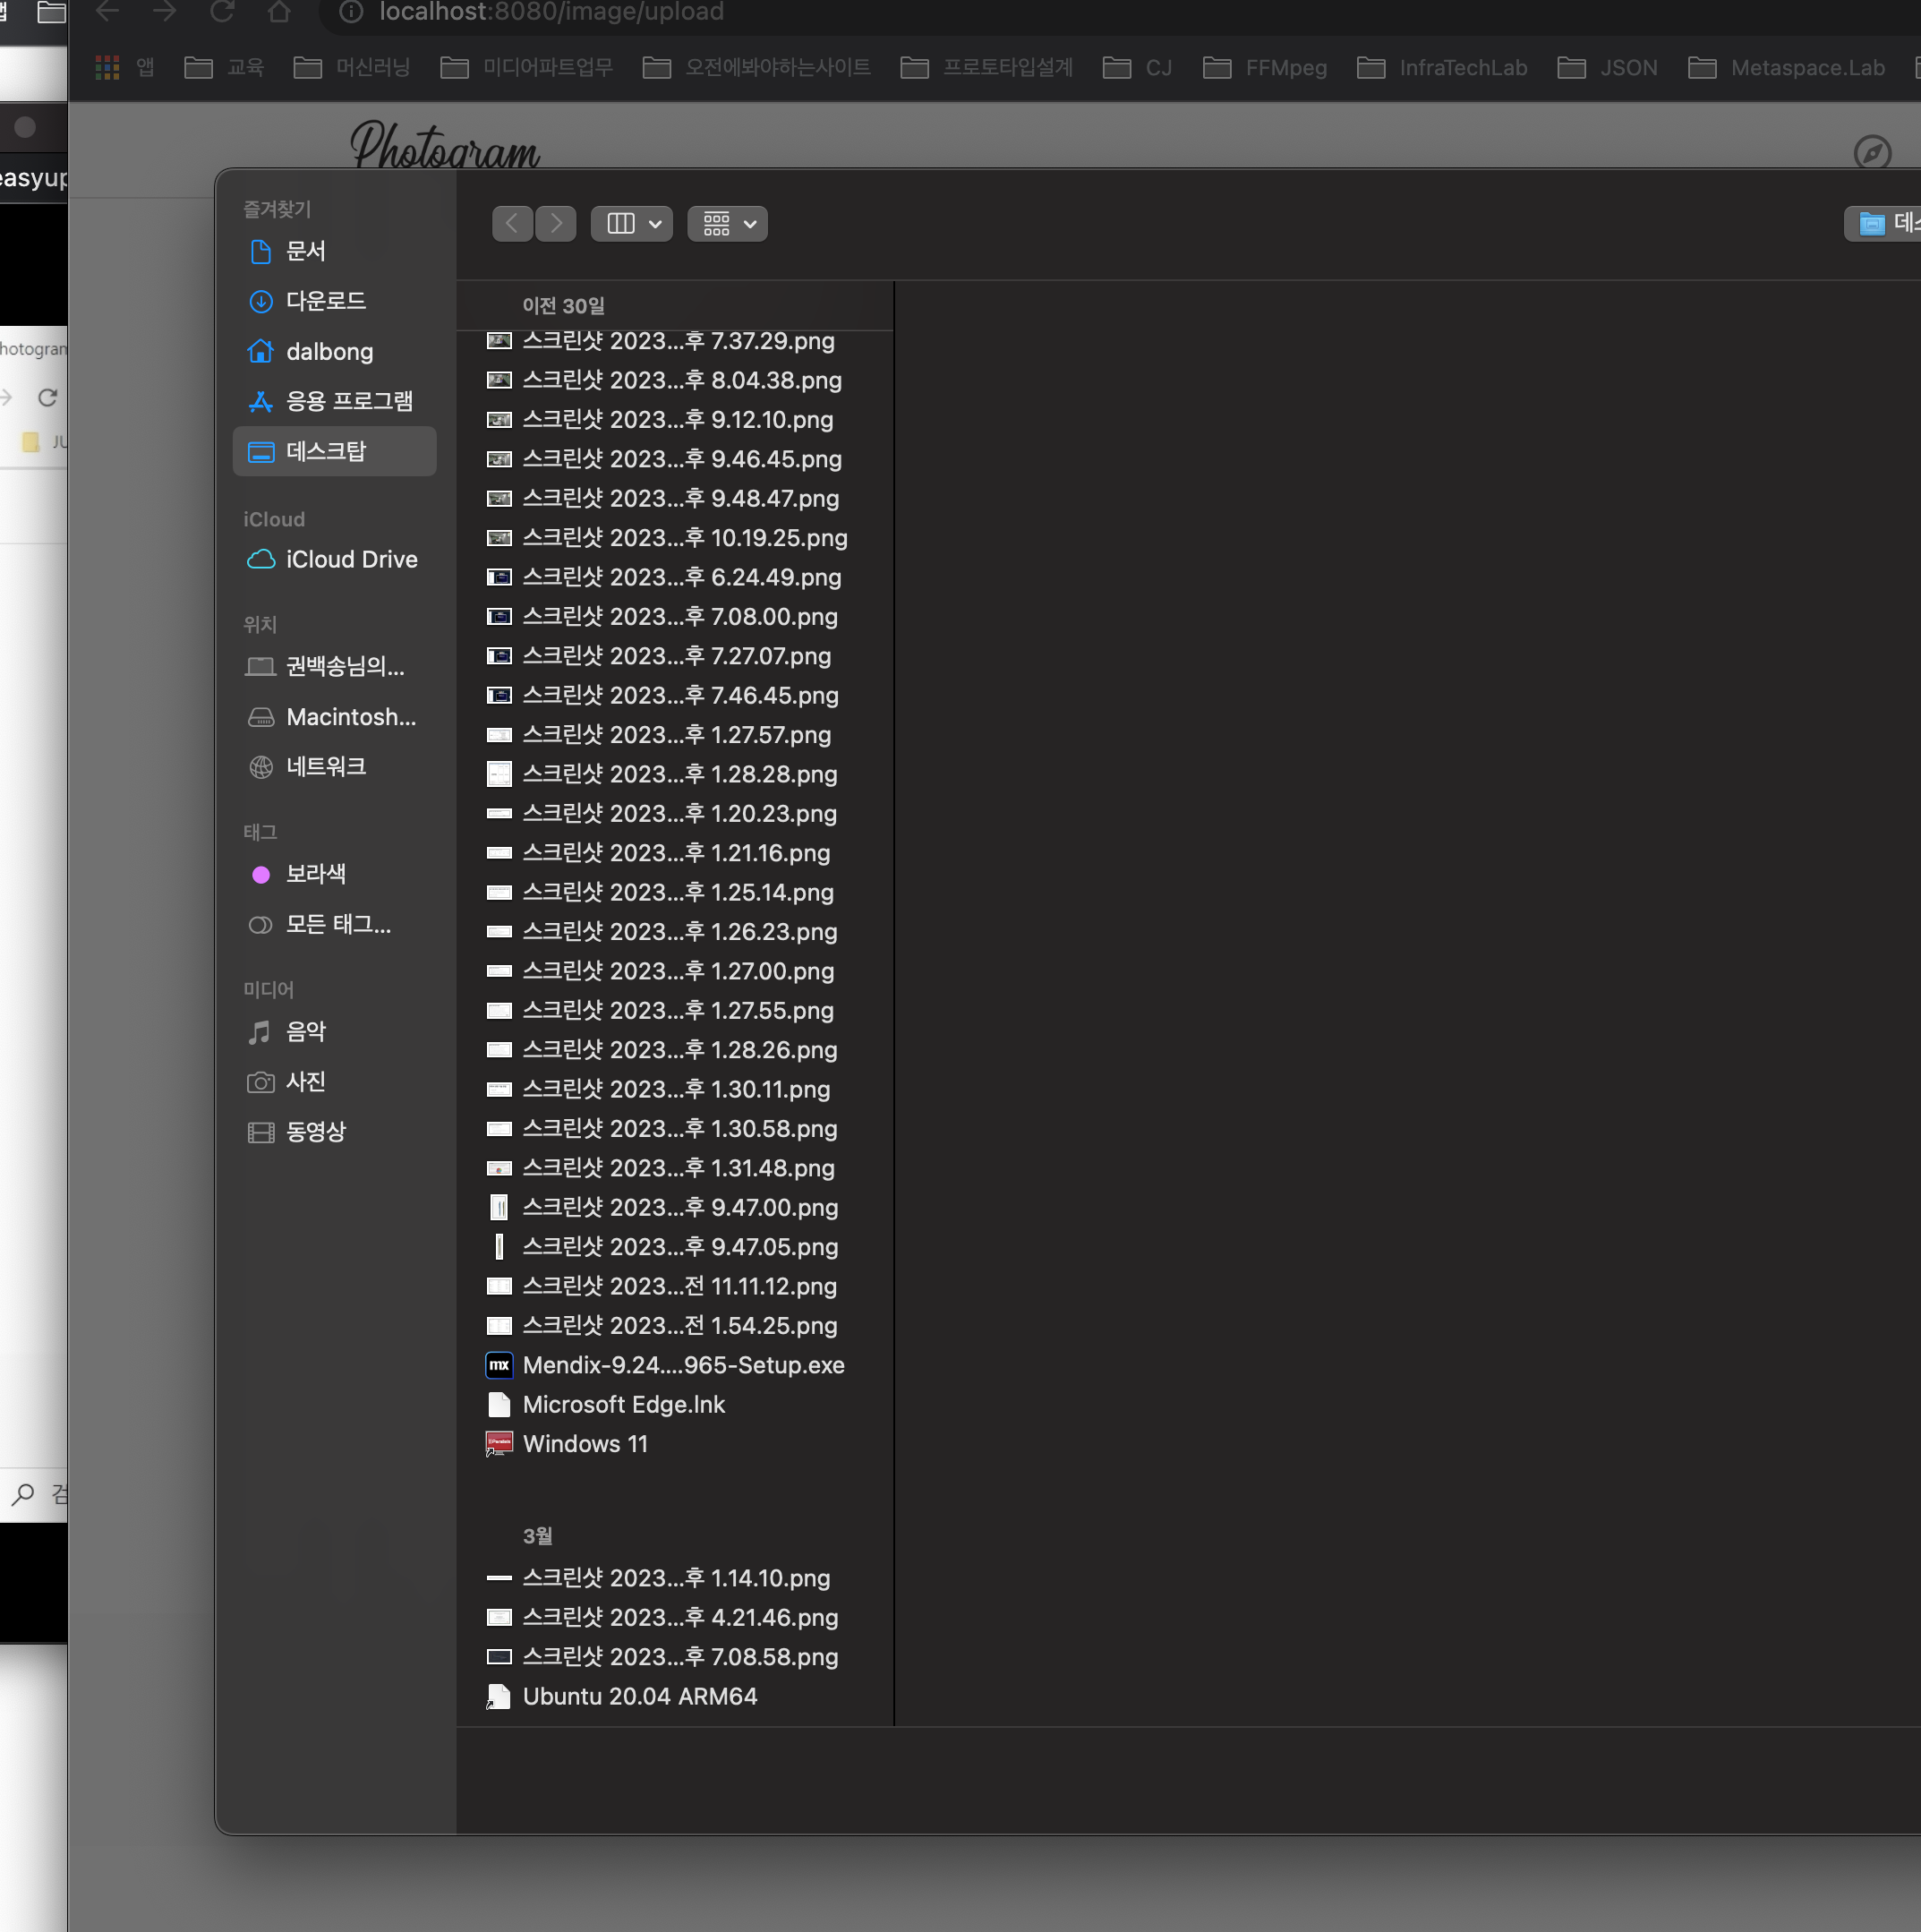 localhost:8080/image/upload
앱 교육 머신러닝 미디어파트업무 오전에봐야하는사이트 프로토타입설계 CJ FFMpeg InfraTechLab JSON Metaspace.Lab
Photogram
easyup
hotogram
JU
즐겨찾기
문서
다운로드
dalbong
응용 프로그램
데스크탑
iCloud
iCloud Drive
위치
권백송님의...
Macintosh...
네트워크
태그
보라색
모든 태그...
미디어
음악
사진
동영상
이전 30일
스크린샷 2023...후 7.37.29.png
스크린샷 2023...후 8.04.38.png
스크린샷 2023...후 9.12.10.png
스크린샷 2023...후 9.46.45.png
스크린샷 2023...후 9.48.47.png
스크린샷 2023...후 10.19.25.png
스크린샷 2023...후 6.24.49.png
스크린샷 2023...후 7.08.00.png
스크린샷 2023...후 7.27.07.png
스크린샷 2023...후 7.46.45.png
스크린샷 2023...후 1.27.57.png
스크린샷 2023...후 1.28.28.png
스크린샷 2023...후 1.20.23.png
스크린샷 2023...후 1.21.16.png
스크린샷 2023...후 1.25.14.png
스크린샷 2023...후 1.26.23.png
스크린샷 2023...후 1.27.00.png
스크린샷 2023...후 1.27.55.png
스크린샷 2023...후 1.28.26.png
스크린샷 2023...후 1.30.11.png
스크린샷 2023...후 1.30.58.png
스크린샷 2023...후 1.31.48.png
스크린샷 2023...후 9.47.00.png
스크린샷 2023...후 9.47.05.png
스크린샷 2023...전 11.11.12.png
스크린샷 2023...전 1.54.25.png
mx Mendix-9.24....965-Setup.exe
Microsoft Edge.lnk
Windows 11
3월
스크린샷 2023...후 1.14.10.png
스크린샷 2023...후 4.21.46.png
스크린샷 2023...후 7.08.58.png
Ubuntu 20.04 ARM64
데스
검